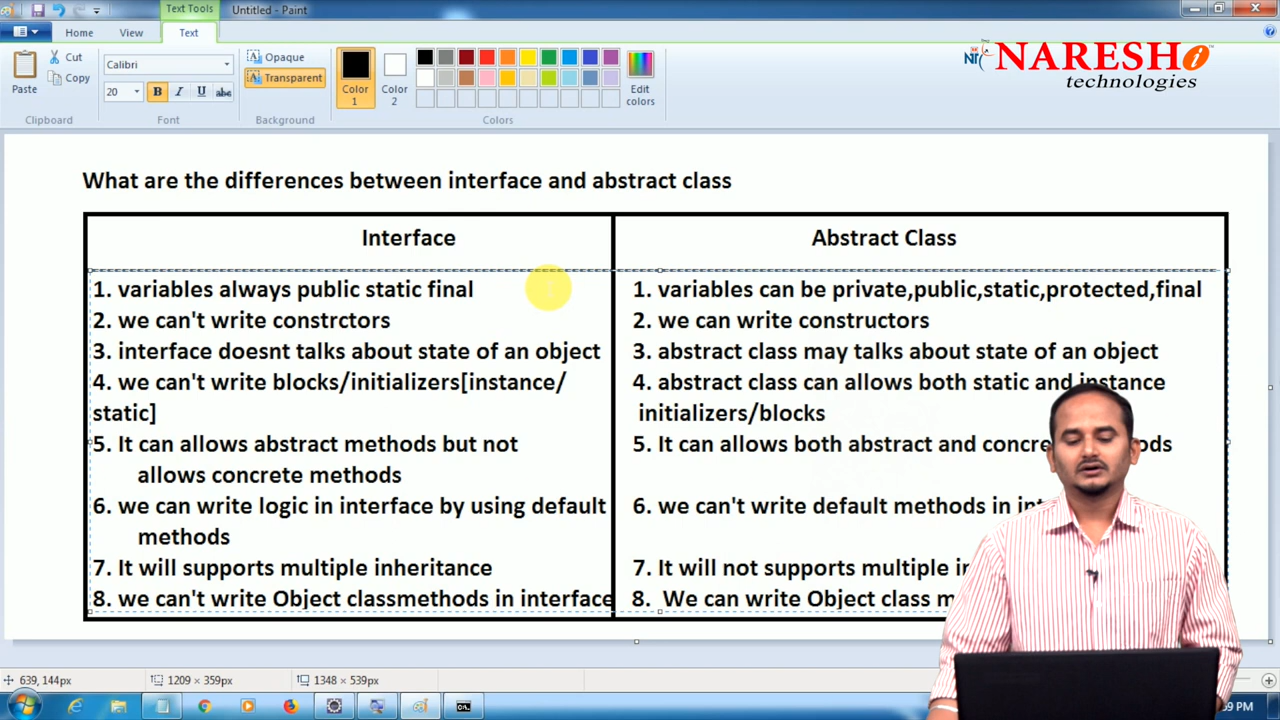 Text Tools
Untitled - Paint
Home
View
Text
Paste
Cut
Copy
Calibri
20
B I U abc
Opaque
Transparent
Color 1
Color 2
Edit colors
Clipboard
Font
Background
Colors
NARESH i
technologies
What are the differences between interface and abstract class
Interface
Abstract Class
1. variables always public static final
2. we can't write constrctors
3. interface doesnt talks about state of an object
4. we can't write blocks/initializers[instance/
static]
5. It can allows abstract methods but not
allows concrete methods
6. we can write logic in interface by using default
methods
7. It will supports multiple inheritance
8. we can't write Object classmethods in interface
1. variables can be private,public,static,protected,final
2. we can write constructors
3. abstract class may talks about state of an object
4. abstract class can allows both static and instance
initializers/blocks
5. It can allows both abstract and
6. we can't write default methods in
7. It will not supports multiple
8. We can write Object class
639, 144px
1209 × 359px
1348 × 539px
PM